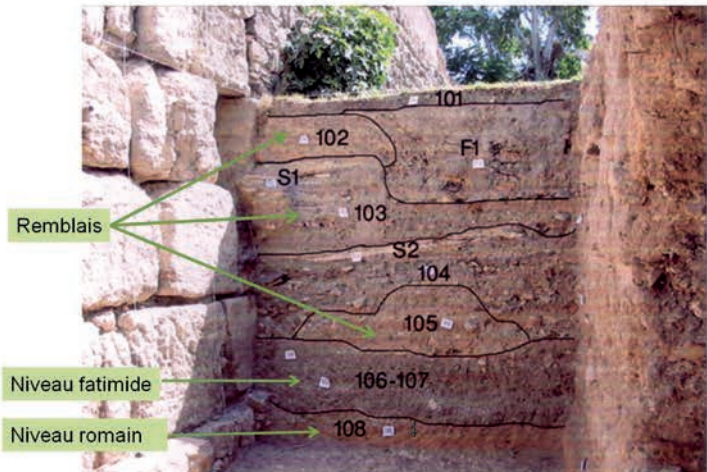 101
102
F1
S1
Remblais
103
S2
104
105
Niveau fatimide
106-107
Niveau romain
108